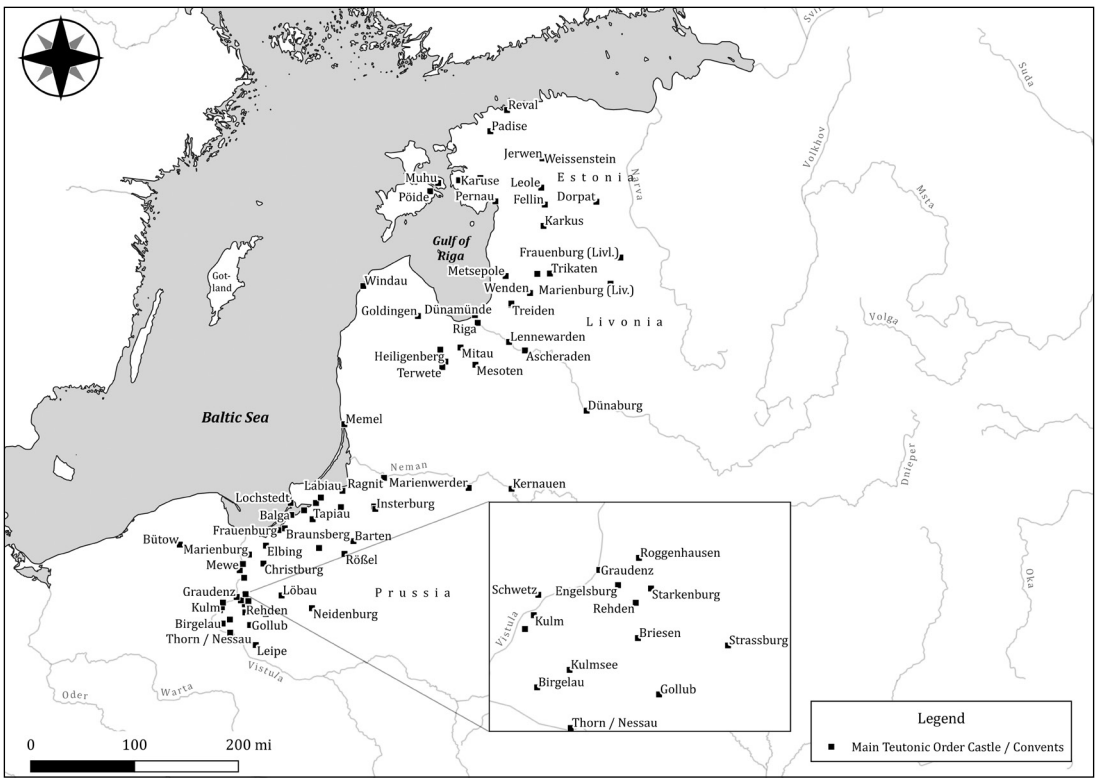 Svir
Suda
Reval
Padise
Volkhov
Jerwen
Weissenstein
Estonia
Narva
Muhu
Karuse
Leole
Pöide
Pernau
Fellin
Dorpat
Msta
Karkus
Gulf of
Riga
Frauenburg (Livl.)
Got-
land
Metsepole
Trikaten
Windau
Wenden
Marienburg (Liv.)
Goldingen
Dünamünde
Treiden
Livonia
Volga
Riga
Lennewarden
Heiligenberg
Mitau
Ascheraden
Terwete
Mesoten
Dünaburg
Baltic Sea
Memel
Neman
Dnieper
Labiau
Ragnit
Marienwerder
Kernauen
Lochstedt
Insterburg
Balga
Tapiau
Frauenburg
Braunsberg
Barten
Bütow
Marienburg
Elbing
Rößel
Mewe
Christburg
Graudenz
Löbau
Prussia
Kulm
Rehden
Neidenburg
Birgelau
Gollub
Thorn / Nessau
Leipe
Vistula
Oder
Warta
Oka
Roggenhausen
Graudenz
Schwetz
Engelsburg
Starkenburg
Rehden
Vistula
Kulm
Briesen
Strassburg
Kulmsee
Birgelau
Gollub
Thorn / Nessau
Legend
Main Teutonic Order Castle / Convents
0 100 200 mi